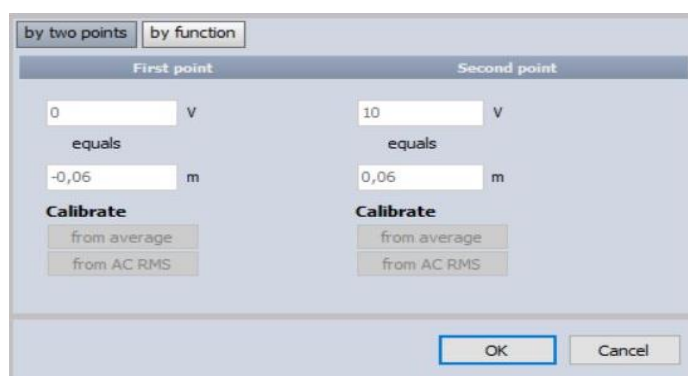 by two points by function
First point Second point
0 V 10 V
equals equals
-0,06 m 0,06 m
Calibrate Calibrate
from average from average
from AC RMS from AC RMS
OK Cancel